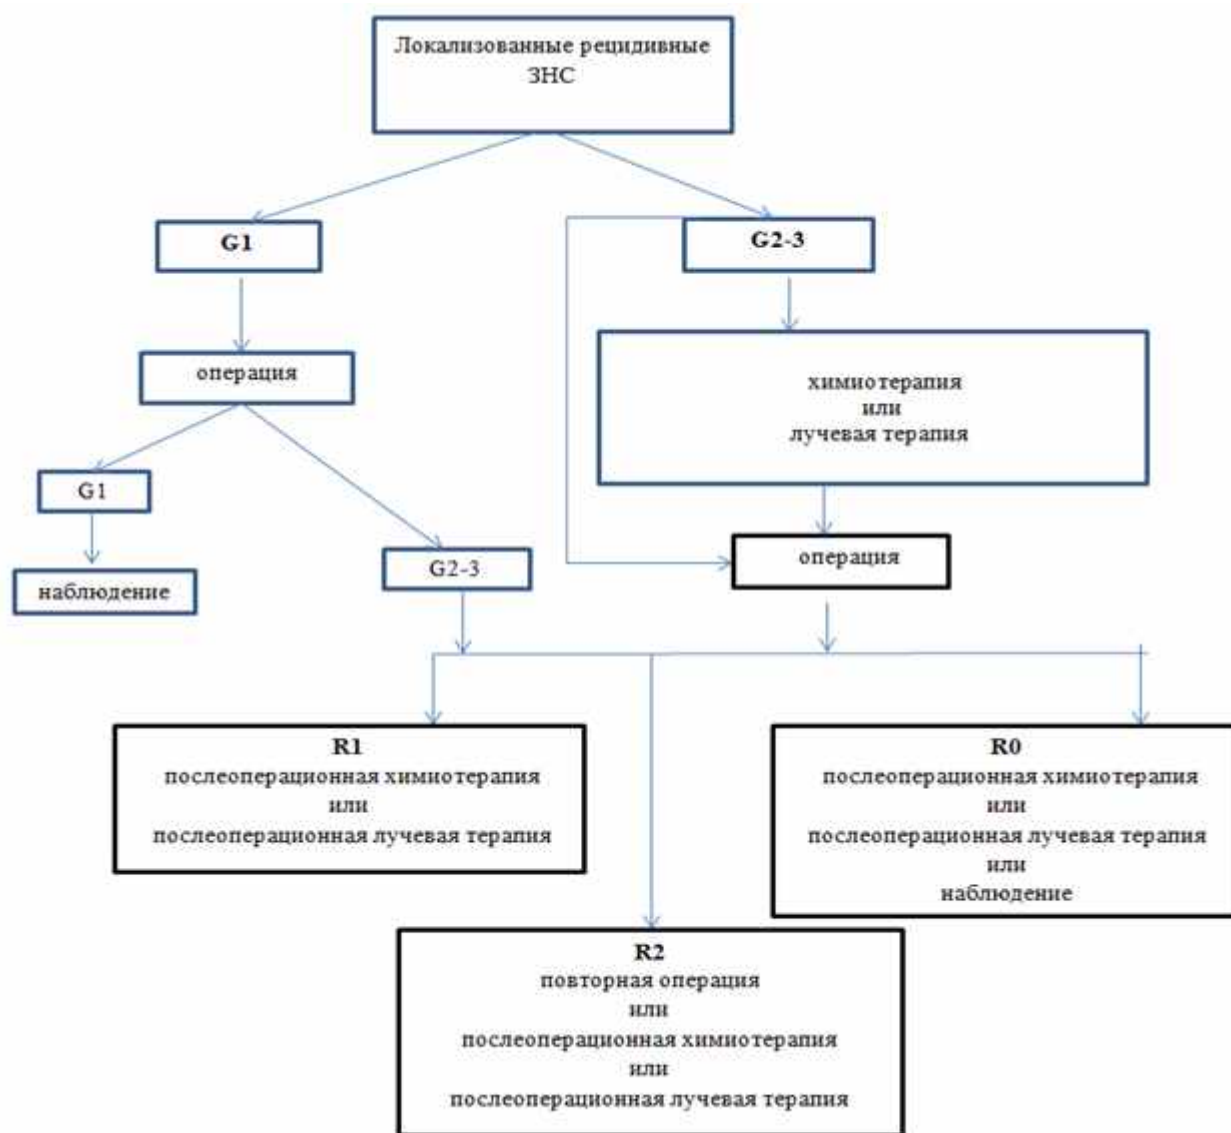 Локализованные рецидивные
ЗНС
G1
G2-3
операция
химиотерапия
или
лучевая терапия
G1
G2-3
операция
наблюдение
R1
послеоперационная химиотерапия
или
послеоперационная лучевая терапия
R0
послеоперационная химиотерапия
или
послеоперационная лучевая терапия
или
наблюдение
R2
повторная операция
или
послеоперационная химиотерапия
или
послеоперационная лучевая терапия